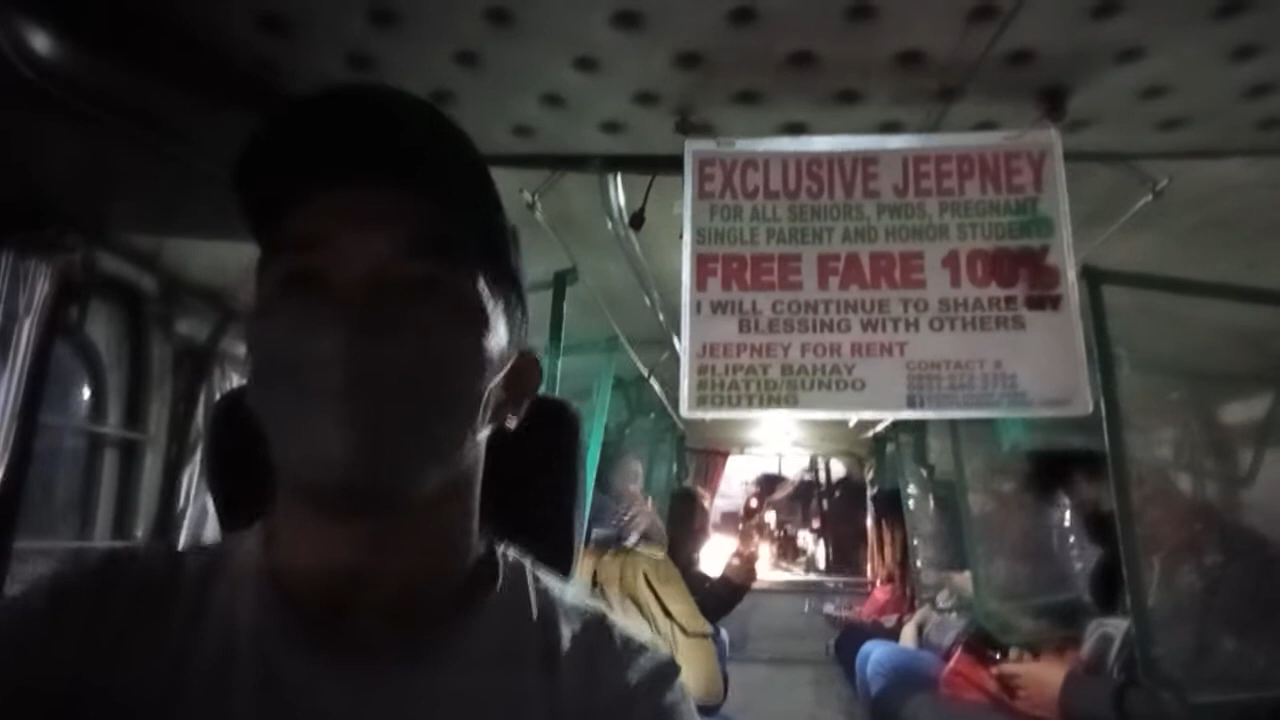 EXCLUSIVE JEEPNEY
FOR ALL SENIORS, PWDS, PREGNANT
SINGLE PARENT AND HONOR STUDENTS
FREE FARE 100%
I WILL CONTINUE TO SHARE MY
BLESSING WITH OTHERS
JEEPNEY FOR RENT
#LIPAT BAHAY
#HATID/SUNDO
#OUTING
CONTACT #